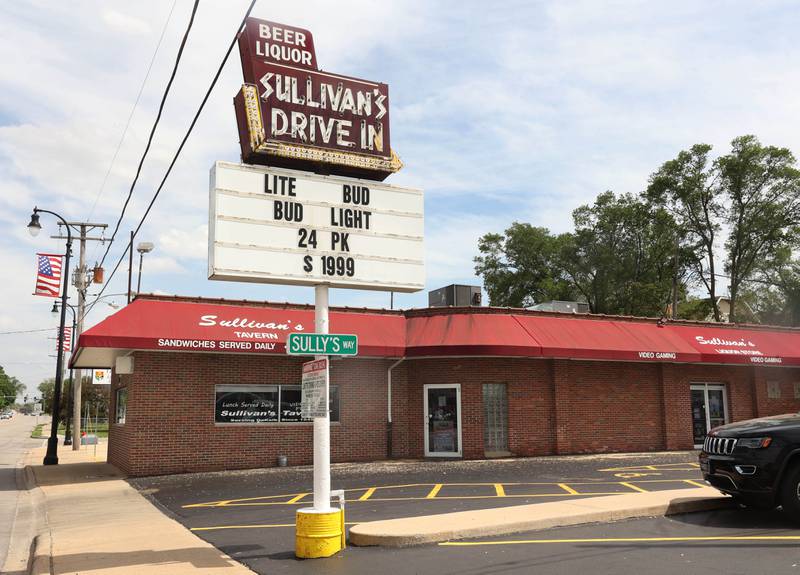 BEER
LIQUOR
SULLIVAN'S
DRIVE IN
LITE BUD
BUD LIGHT
24 PK
$ 1999
Sullivan's
TAVERN
SANDWICHES SERVED DAILY
SULLY'S WAY
VIDEO GAMING
Sullivan's
VIDEO GAMING
Lunch Served Daily
Sullivan's Tav